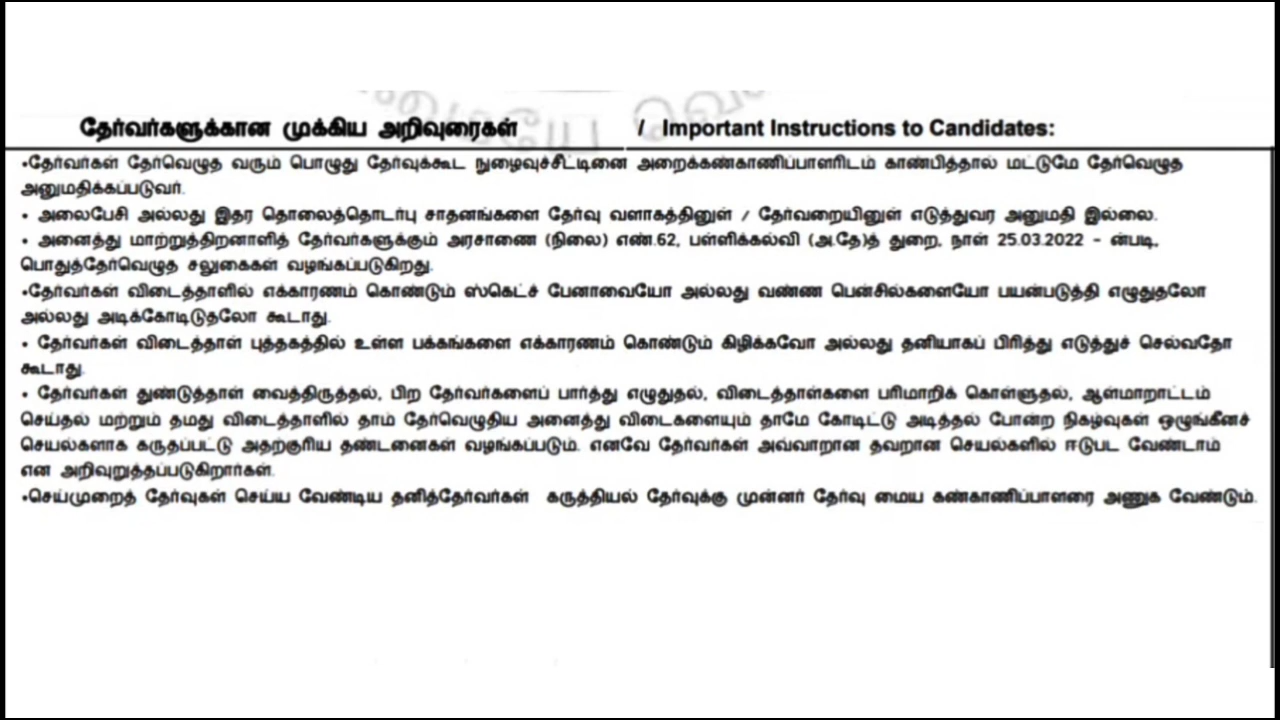 தேர்வர்களுக்கான முக்கிய அறிவுரைகள் / Important Instructions to Candidates:
•தேர்வர்கள் தேர்வெழுத வரும் பொழுது தேர்வுக்கூட நுழைவுச்சீட்டினை அறைக்கண்காணிப்பாளரிடம் காண்பித்தால் மட்டுமே தேர்வெழுத
அனுமதிக்கப்படுவர்.
• அலைபேசி அல்லது இதர தொலைத்தொடர்பு சாதனங்களை தேர்வு வளாகத்தினுள் / தேர்வறையினுள் எடுத்துவர அனுமதி இல்லை.
• அனைத்து மாற்றுத்திறனாளித் தேர்வர்களுக்கும் அரசாணை (நிலை) எண்.62, பள்ளிக்கல்வி (அ.தே)த் துறை, நாள் 25.03.2022 - ன்படி,
பொதுத்தேர்வெழுத சலுகைகள் வழங்கப்படுகிறது.
•தேர்வர்கள் விடைத்தாளில் எக்காரணம் கொண்டும் ஸ்கெட்ச் பேனாவையோ அல்லது வண்ண பென்சில்களையோ பயன்படுத்தி எழுதுதலோ
அல்லது அடிக்கோடிடுதலோ கூடாது.
• தேர்வர்கள் விடைத்தாள் புத்தகத்தில் உள்ள பக்கங்களை எக்காரணம் கொண்டும் கிழிக்கவோ அல்லது தனியாகப் பிரித்து எடுத்துச் செல்வதோ
கூடாது.
• தேர்வர்கள் துண்டுத்தாள் வைத்திருத்தல், பிற தேர்வர்களைப் பார்த்து எழுதுதல், விடைத்தாள்களை பரிமாறிக் கொள்ளுதல், ஆள்மாறாட்டம்
செய்தல் மற்றும் தமது விடைத்தாளில் தாம் தேர்வெழுதிய அனைத்து விடைகளையும் தாமே கோடிட்டு அடித்தல் போன்ற நிகழ்வுகள் ஒழுங்கீனச்
செயல்களாக கருதப்பட்டு அதற்குரிய தண்டனைகள் வழங்கப்படும். எனவே தேர்வர்கள் அவ்வாறான தவறான செயல்களில் ஈடுபட வேண்டாம்
என அறிவுறுத்தப்படுகிறார்கள்.
•செய்முறைத் தேர்வுகள் செய்ய வேண்டிய தனித்தேர்வர்கள் கருத்தியல் தேர்வுக்கு முன்னர் தேர்வு மைய கண்காணிப்பாளரை அணுக வேண்டும்.